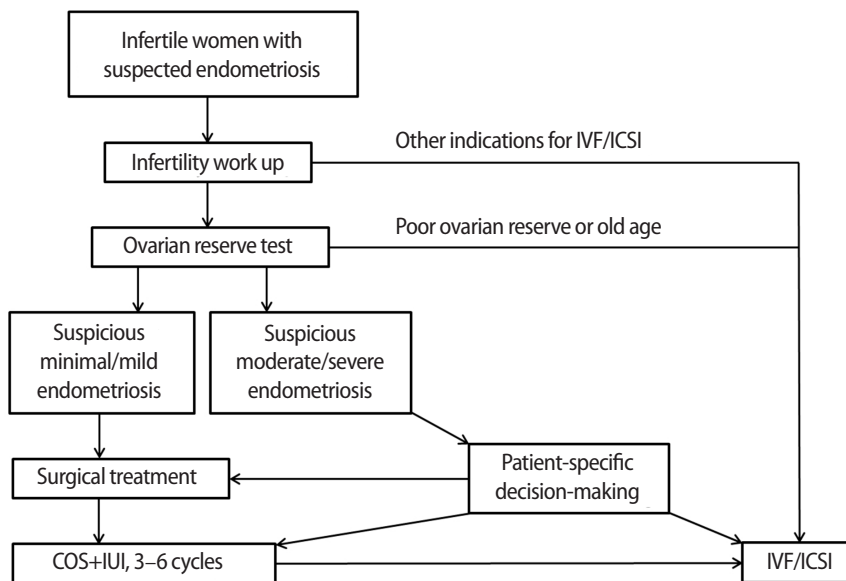 Infertile women with
suspected endometriosis
Other indications for IVF/ICSI
Infertility work up
Poor ovarian reserve or old age
Ovarian reserve test
Suspicious
minimal/mild
endometriosis
Suspicious
moderate/severe
endometriosis
Patient-specific
decision-making
Surgical treatment
COS+IUI, 3–6 cycles
IVF/ICSI